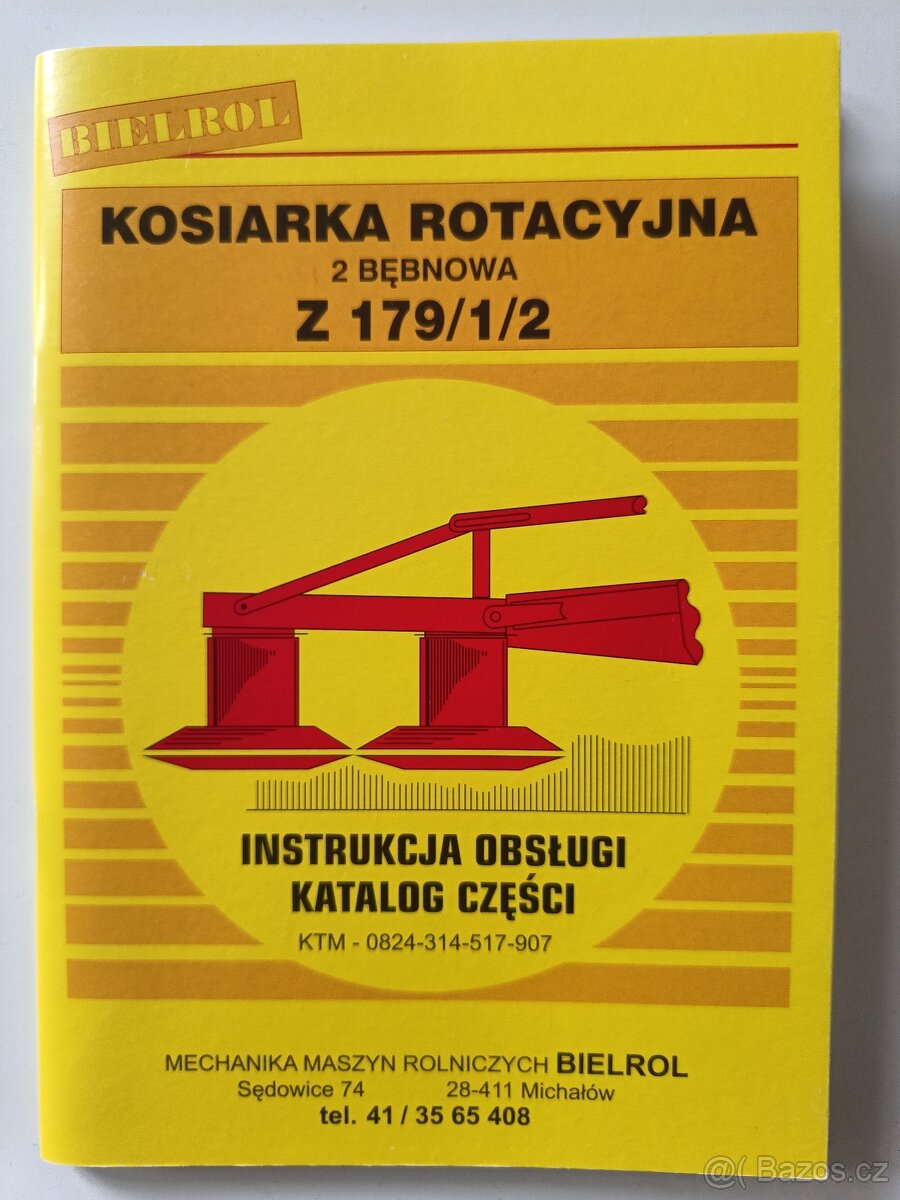 BIELROL
KOSIARKA ROTACYJNA
2 BĘBNOWA
Z 179/1/2
INSTRUKCJA OBSŁUGI
KATALOG CZĘŚCI
KTM - 0824-314-517-907
MECHANIKA MASZYN ROLNICZYCH BIELROL
Sędowice 74 28-411 Michałów
tel. 41 / 35 65 408
@( Bazos.cz